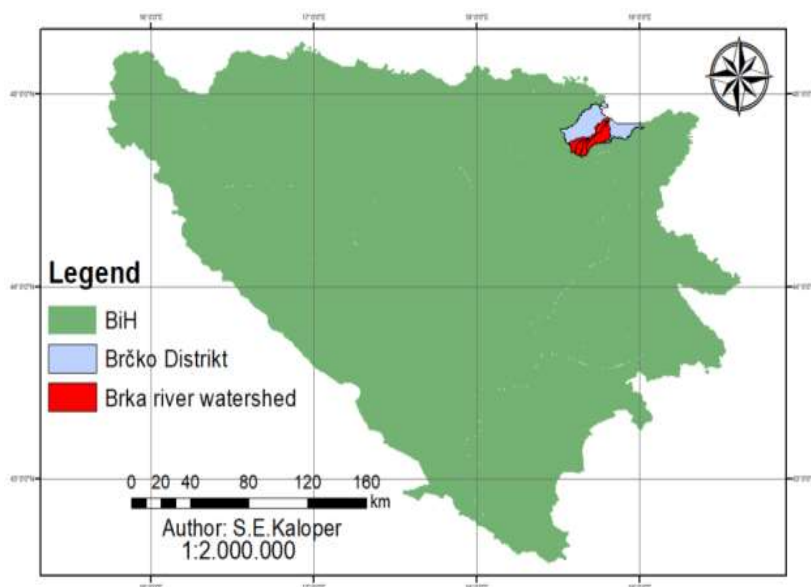 Legend
BiH
Brčko Distrikt
Brka river watershed
0 20 40 80 120 160
km
Author: S.E.Kaloper
1:2.000.000